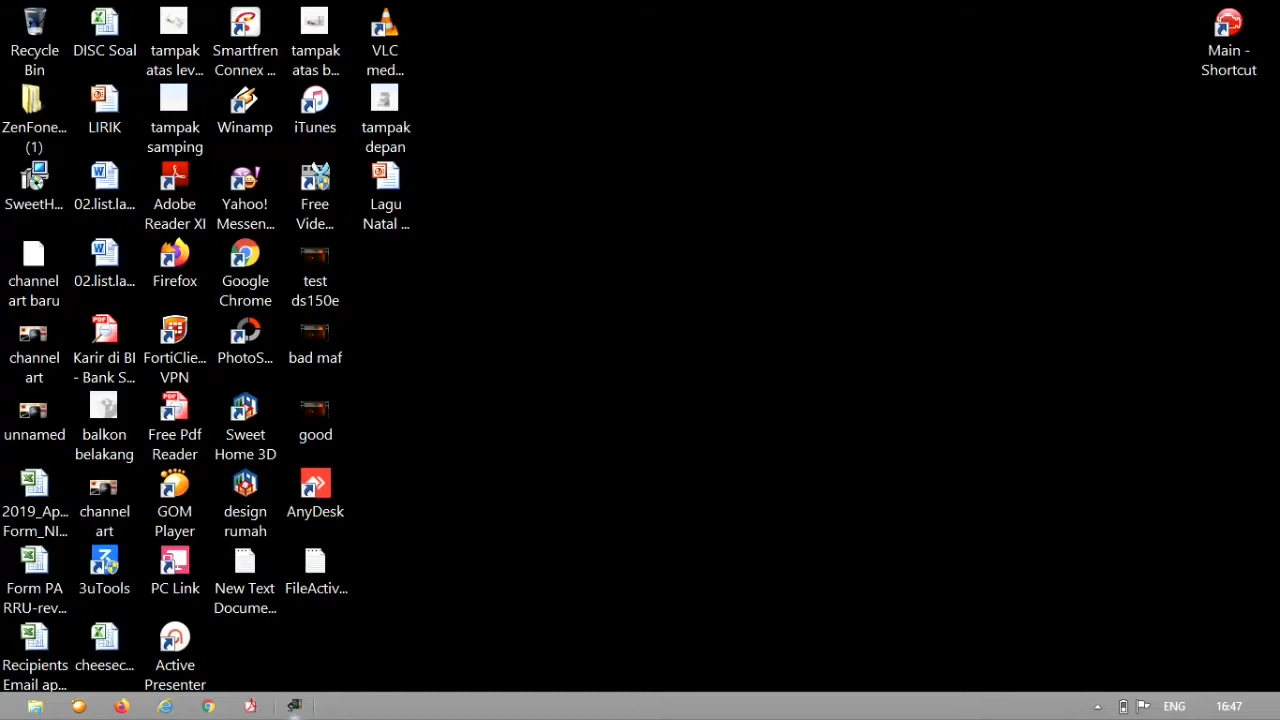 Recycle
Bin
DISC Soal
tampak
atas lev...
Smartfren
Connex ...
tampak
atas b...
VLC
med...
Main -
Shortcut
ZenFone...
(1)
LIRIK
tampak
samping
Winamp
iTunes
tampak
depan
SweetH...
02.list.la...
Adobe
Reader XI
Yahoo!
Messen...
Free
Vide...
Lagu
Natal ...
channel
art baru
02.list.la...
Firefox
Google
Chrome
test
ds150e
channel
art
Karir di BI
- Bank S...
FortiClie...
VPN
PhotoS...
bad maf
unnamed
balkon
belakang
Free Pdf
Reader
Sweet
Home 3D
good
2019_Ap...
Form_NI...
channel
art
GOM
Player
design
rumah
AnyDesk
Form PA
RRU-rev...
3uTools
PC Link
New Text
Docume...
FileActiv...
Recipients
Email ap...
cheesec...
Active
Presenter
ENG
16:47